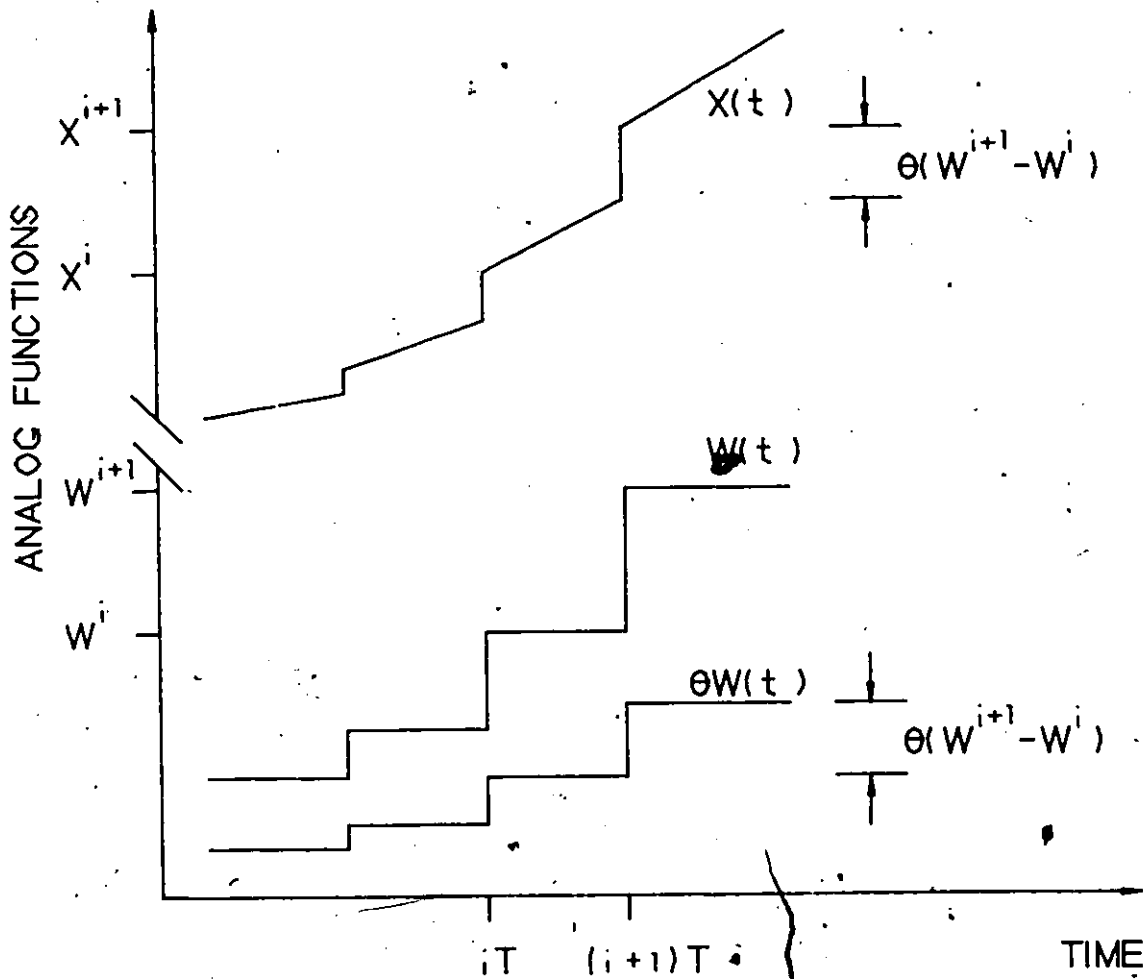 ANALOG FUNCTIONS
X^{i+1}
X(t)
θ(W^{i+1}-W^i)
X^i
W(t)
W^{i+1}
W^i
θW(t)
θ(W^{i+1}-W^i)
iT
(i+1)T
TIME